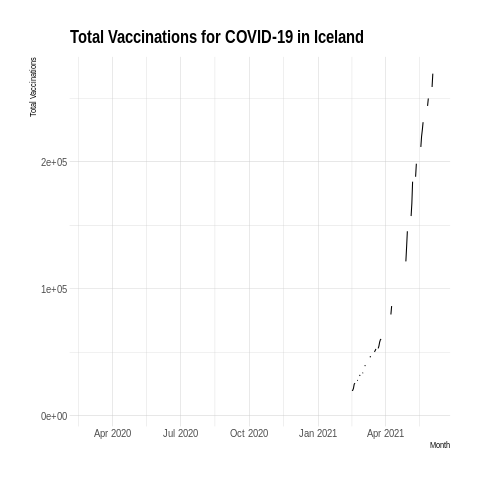 Total Vaccinations for COVID-19 in Iceland
Total Vaccinations
2e+05
1e+05
0e+00
Apr 2020
Jul 2020
Oct 2020
Jan 2021
Apr 2021
Month